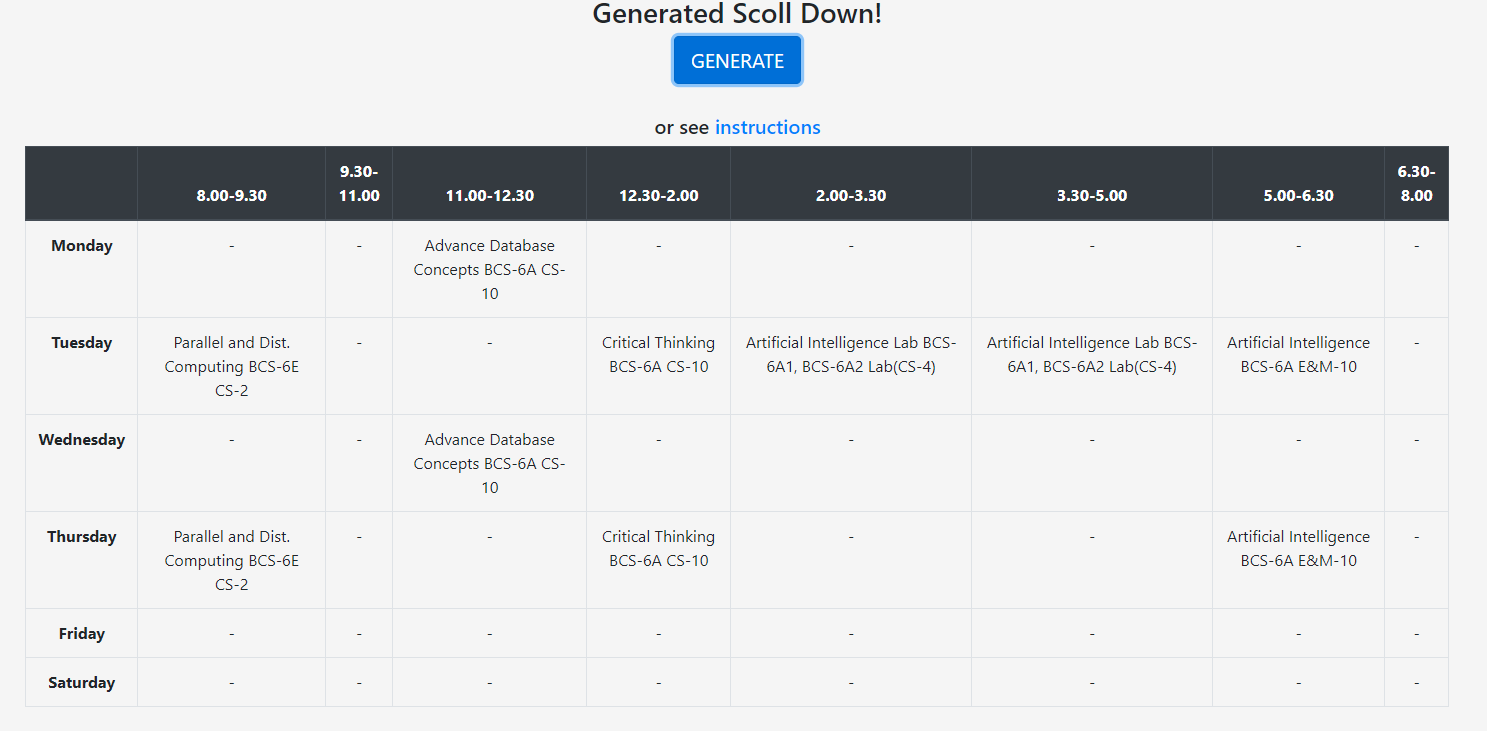 Generated Scoll Down!
GENERATE
or see instructions
8.00-9.30 9.30-11.00 11.00-12.30 12.30-2.00 2.00-3.30 3.30-5.00 5.00-6.30 6.30-8.00
Monday - - Advance Database Concepts BCS-6A CS-10 - - - - -
Tuesday Parallel and Dist. Computing BCS-6E CS-2 - - Critical Thinking BCS-6A CS-10 Artificial Intelligence Lab BCS-6A1, BCS-6A2 Lab(CS-4) Artificial Intelligence Lab BCS-6A1, BCS-6A2 Lab(CS-4) Artificial Intelligence BCS-6A E&M-10 -
Wednesday - - Advance Database Concepts BCS-6A CS-10 - - - - -
Thursday Parallel and Dist. Computing BCS-6E CS-2 - - Critical Thinking BCS-6A CS-10 - - Artificial Intelligence BCS-6A E&M-10 -
Friday - - - - - - - -
Saturday - - - - - - - -